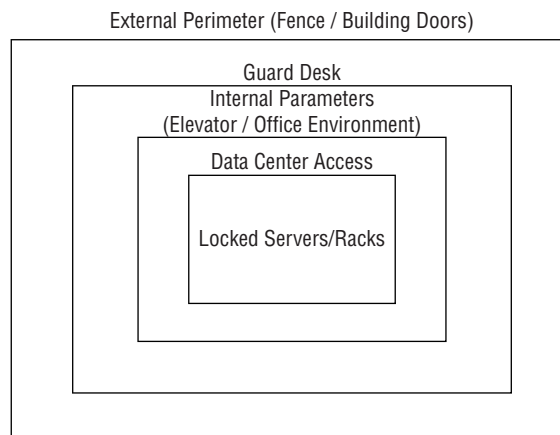 External Perimeter (Fence / Building Doors)
Guard Desk
Internal Parameters
(Elevator / Office Environment)
Data Center Access
Locked Servers/Racks